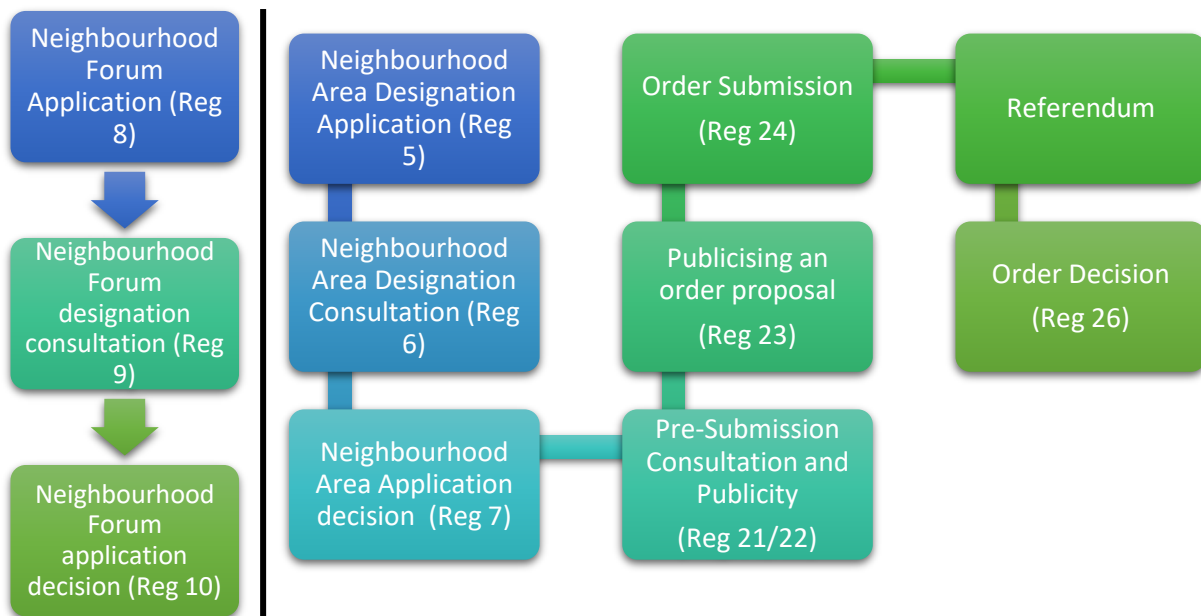 Neighbourhood
Forum
Application (Reg
8)
Neighbourhood
Forum
designation
consultation (Reg
9)
Neighbourhood
Forum
application
decision (Reg 10)
Neighbourhood
Area Designation
Application (Reg
5)
Neighbourhood
Area Designation
Consultation (Reg
6)
Neighbourhood
Area Application
decision  (Reg 7)
Pre-Submission
Consultation and
Publicity
(Reg 21/22)
Publicising an
order proposal
(Reg 23)
Order Submission
(Reg 24)
Referendum
Order Decision
(Reg 26)